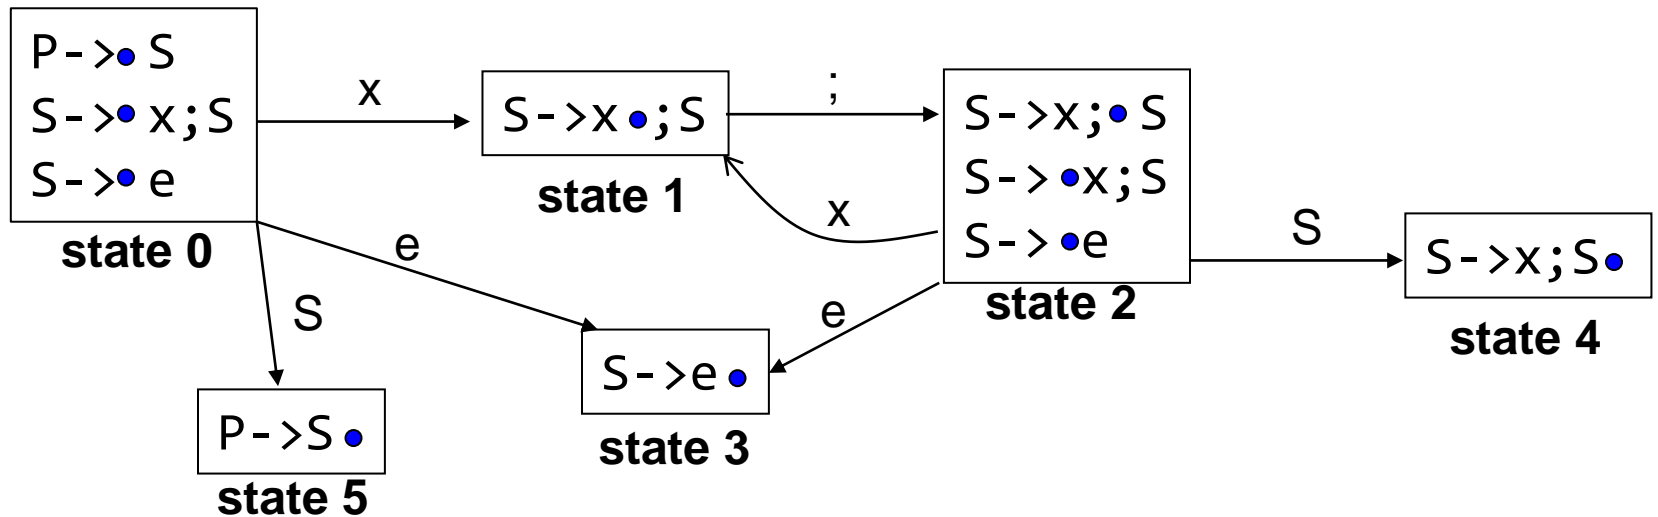 P->• S
S->• x;S
S->• e
state 0
x
S->x •;S
state 1
;
S->x;• S
S-> •x;S
S-> •e
state 2
x
e
S
e
S
S->x;S•
state 4
S->e •
state 3
P->S •
state 5